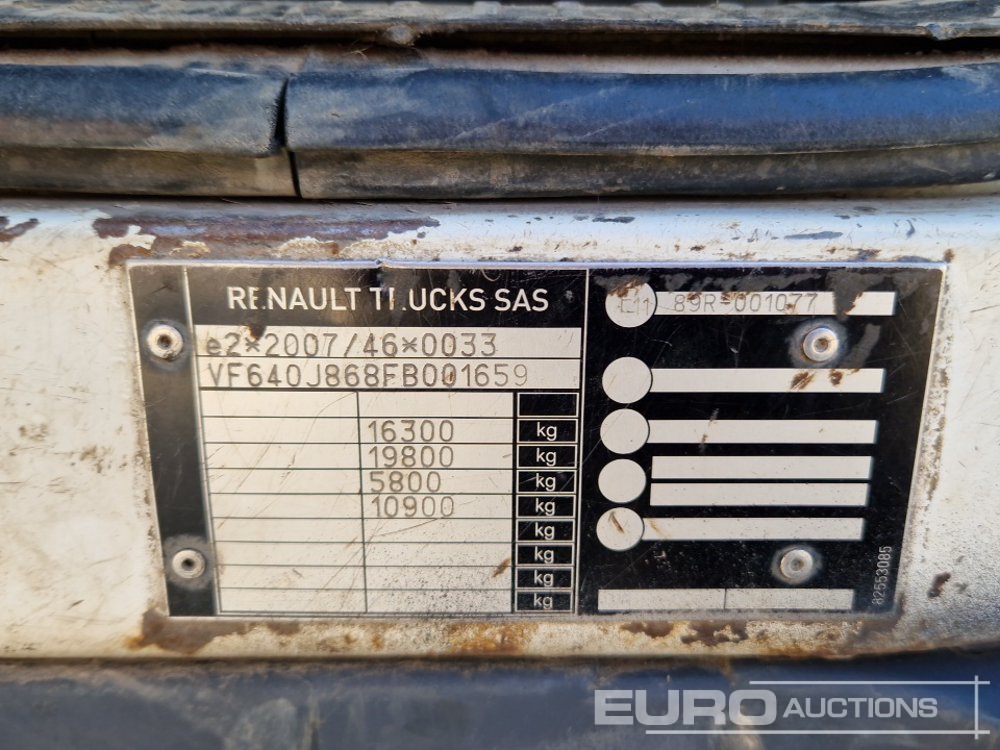 RENAULT TRUCKS SAS
e2*2007/46*0033
VF640J868FB001659
16300 kg
19800 kg
5800 kg
10900 kg
kg
kg
kg
kg
E11 89R-001077
82553085
EURO AUCTIONS